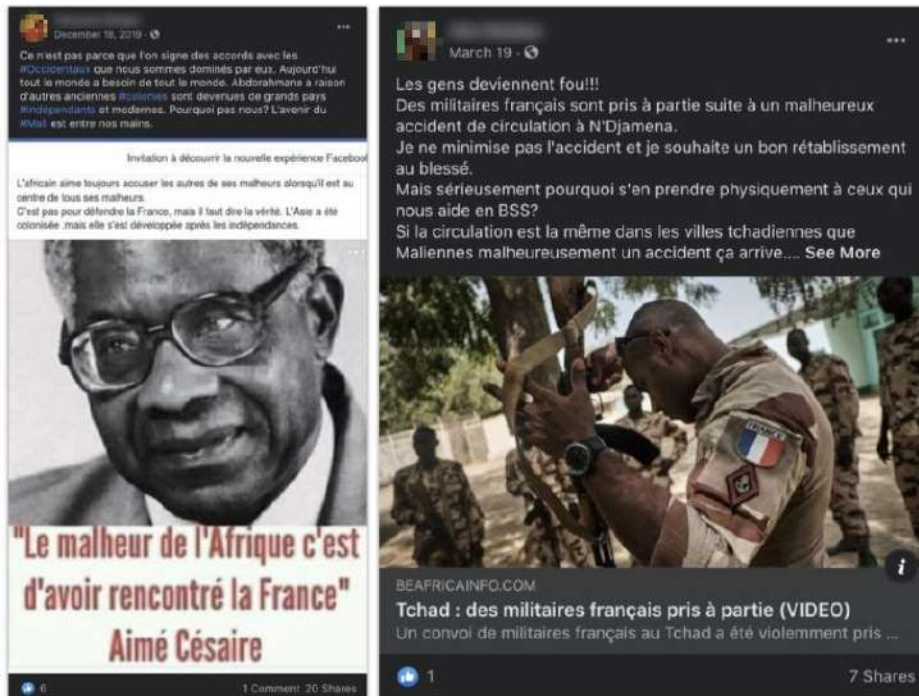 December 18, 2019
Ce n'est pas parce que l'on signe des accords avec les
#Occidentaux que nous sommes dominés par eux. Aujourd'hui
tout le monde a besoin de tout le monde. Abdorahmane a raison
d'autres anciennes #colonies sont devenues de grands pays
#indépendants et modernes. Pourquoi pas nous? L'avenir du
#Mali est entre nos mains.
Invitation à découvrir la nouvelle expérience Facebool
L'africain aime toujours accuser les autres de ses malheurs alorsqu'il est au
centre de tous ses malheurs.
C'est pas pour défendre la France, mais il faut dire la vérité. L'Asie a été
colonisée ,mais elle s'est développée après les indépendances.
"Le malheur de l'Afrique c'est
d'avoir rencontré la France"
Aimé Césaire
6
1 Comment 20 Shares
March 19
Les gens deviennent fou!!!
Des militaires français sont pris à partie suite à un malheureux
accident de circulation à N'Djamena.
Je ne minimise pas l'accident et je souhaite un bon rétablissement
au blessé.
Mais sérieusement pourquoi s'en prendre physiquement à ceux qui
nous aide en BSS?
Si la circulation est la même dans les villes tchadiennes que
Maliennes malheureusement un accident ça arrive.... See More
FRANCE
BEAFRICAINFO.COM
Tchad : des militaires français pris à partie (VIDEO)
Un convoi de militaires français au Tchad a été violemment pris ...
1
7 Shares